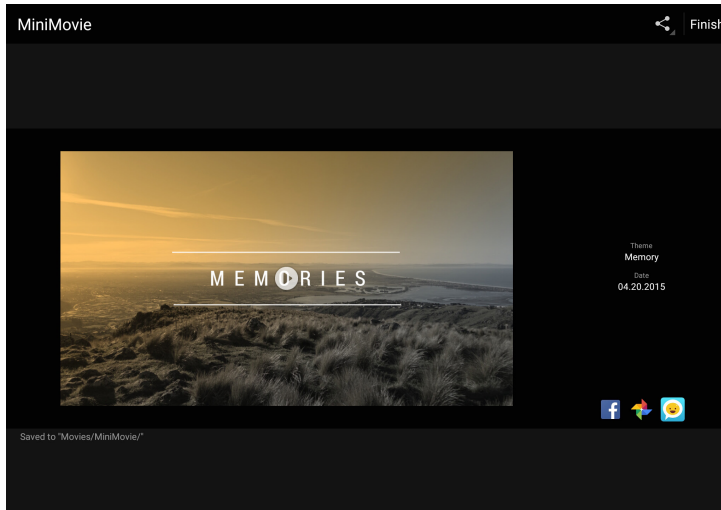 MiniMovie
Finish
MEMORIES
Theme
Memory
Date
04.20.2015
Saved to "Movies/MiniMovie/"